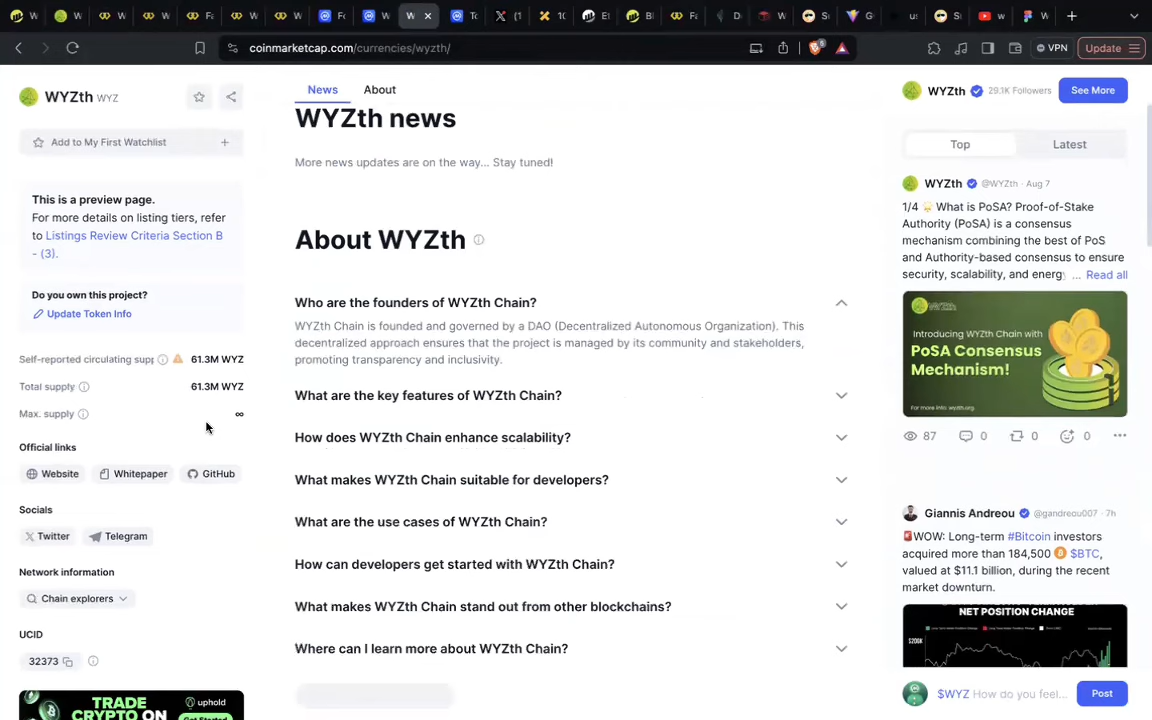 coinmarketcap.com/currencies/wyzth/
VPN
Update
WYZth WYZ
Add to My First Watchlist
This is a preview page.
For more details on listing tiers, refer
to Listings Review Criteria Section B
- (3).
Do you own this project?
Update Token Info
Self-reported circulating supp 61.3M WYZ
Total supply 61.3M WYZ
Max. supply ∞
Official links
Website Whitepaper GitHub
Socials
Twitter Telegram
Network information
Chain explorers
UCID
32373
TRADE
CRYPTO ON
uphold
Get Started
News About
WYZth news
More news updates are on the way... Stay tuned!
About WYZth
Who are the founders of WYZth Chain?
WYZth Chain is founded and governed by a DAO (Decentralized Autonomous Organization). This
decentralized approach ensures that the project is managed by its community and stakeholders,
promoting transparency and inclusivity.
What are the key features of WYZth Chain?
How does WYZth Chain enhance scalability?
What makes WYZth Chain suitable for developers?
What are the use cases of WYZth Chain?
How can developers get started with WYZth Chain?
What makes WYZth Chain stand out from other blockchains?
Where can I learn more about WYZth Chain?
WYZth 29.1K Followers See More
Top Latest
WYZth @WYZth · Aug 7
1/4 What is PoSA? Proof-of-Stake
Authority (PoSA) is a consensus
mechanism combining the best of PoS
and Authority-based consensus to ensure
security, scalability, and energ ... Read all
WYZth
Introducing WYZth Chain with
PoSA Consensus
Mechanism!
For more info: wyzth.org
87 0 0 0
Giannis Andreou @gandreou007 · 7h
WOW: Long-term #Bitcoin investors
acquired more than 184,500 $BTC,
valued at $11.1 billion, during the recent
market downturn.
NET POSITION CHANGE
$200K
$WYZ How do you feel... Post